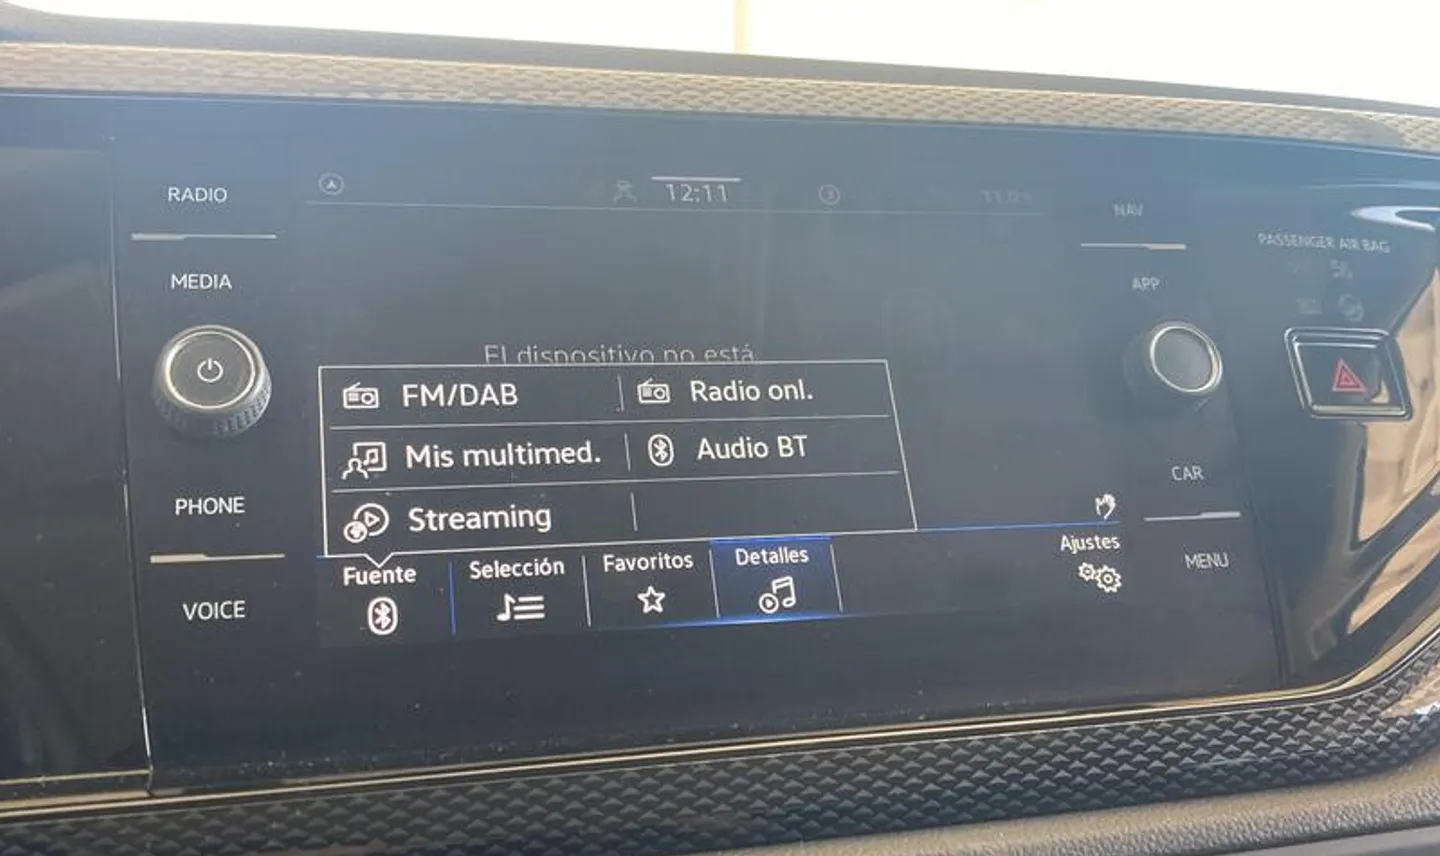 RADIO
MEDIA
PHONE
VOICE
12:11
NAV
APP
CAR
MENU
PASSENGER AIR BAG
El dispositivo no está
FM/DAB
Radio onl.
Mis multimed.
Audio BT
Streaming
Fuente
Selección
Favoritos
Detalles
Ajustes